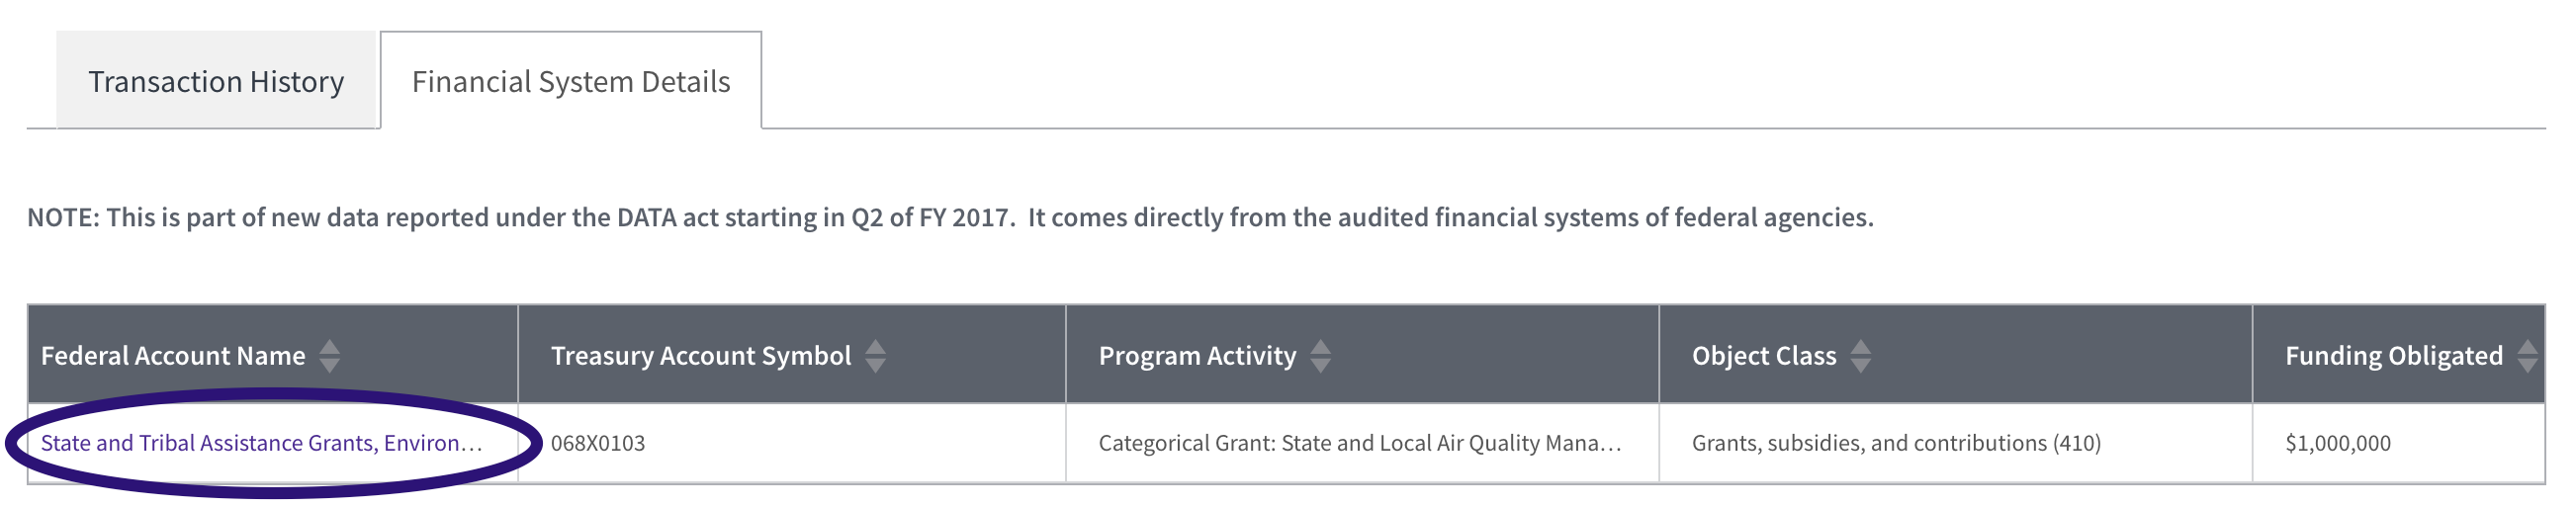 Transaction History Financial System Details
NOTE: This is part of new data reported under the DATA act starting in Q2 of FY 2017.  It comes directly from the audited financial systems of federal agencies.
Federal Account Name Treasury Account Symbol Program Activity Object Class Funding Obligated
State and Tribal Assistance Grants, Environ... 068X0103 Categorical Grant: State and Local Air Quality Mana... Grants, subsidies, and contributions (410) $1,000,000